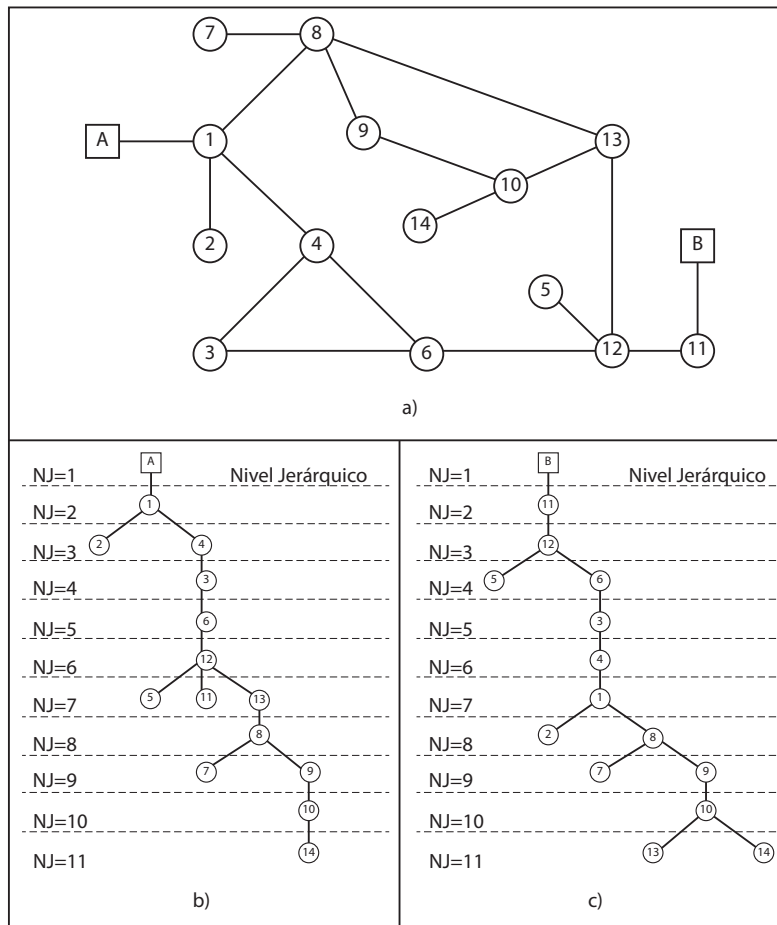 7
8
A
1
9
13
10
14
2
4
B
5
3
6
12
11
a)
A
NJ=1 Nivel Jerárquico
1
NJ=2
2 4
NJ=3
3
NJ=4
6
NJ=5
12
NJ=6
5 11 13
NJ=7
8
NJ=8
7 9
NJ=9
10
NJ=10
14
NJ=11
b)
B
NJ=1 Nivel Jerárquico
11
NJ=2
12
NJ=3
5 6
NJ=4
3
NJ=5
4
NJ=6
1
NJ=7
2 8
NJ=8
7 9
NJ=9
10
NJ=10
13 14
NJ=11
c)